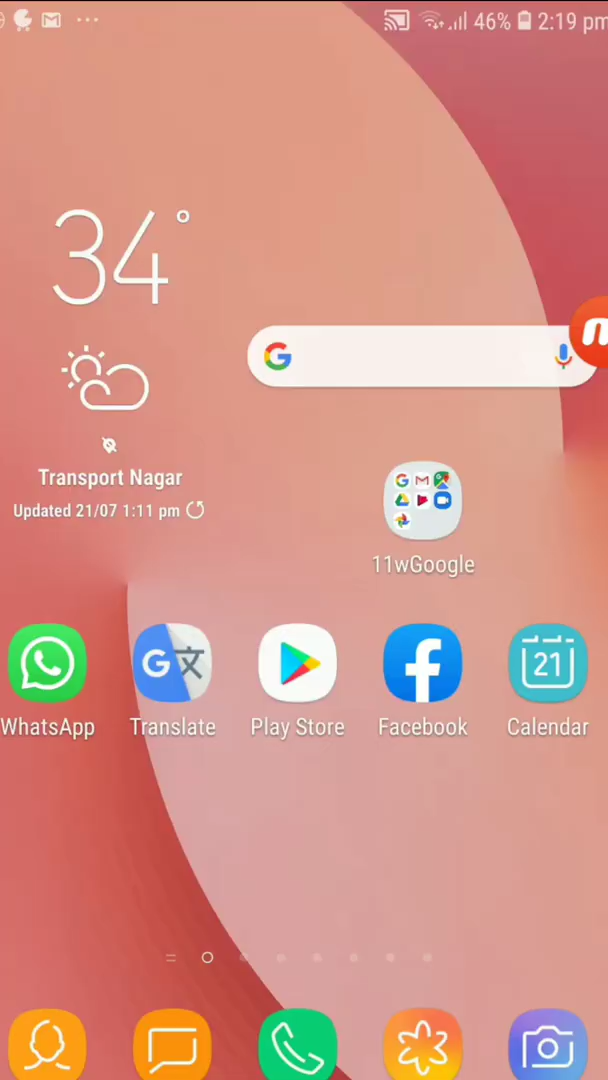 46% 2:19 pm
34°
Transport Nagar
Updated 21/07 1:11 pm
11wGoogle
21
WhatsApp
Translate
Play Store
Facebook
Calendar